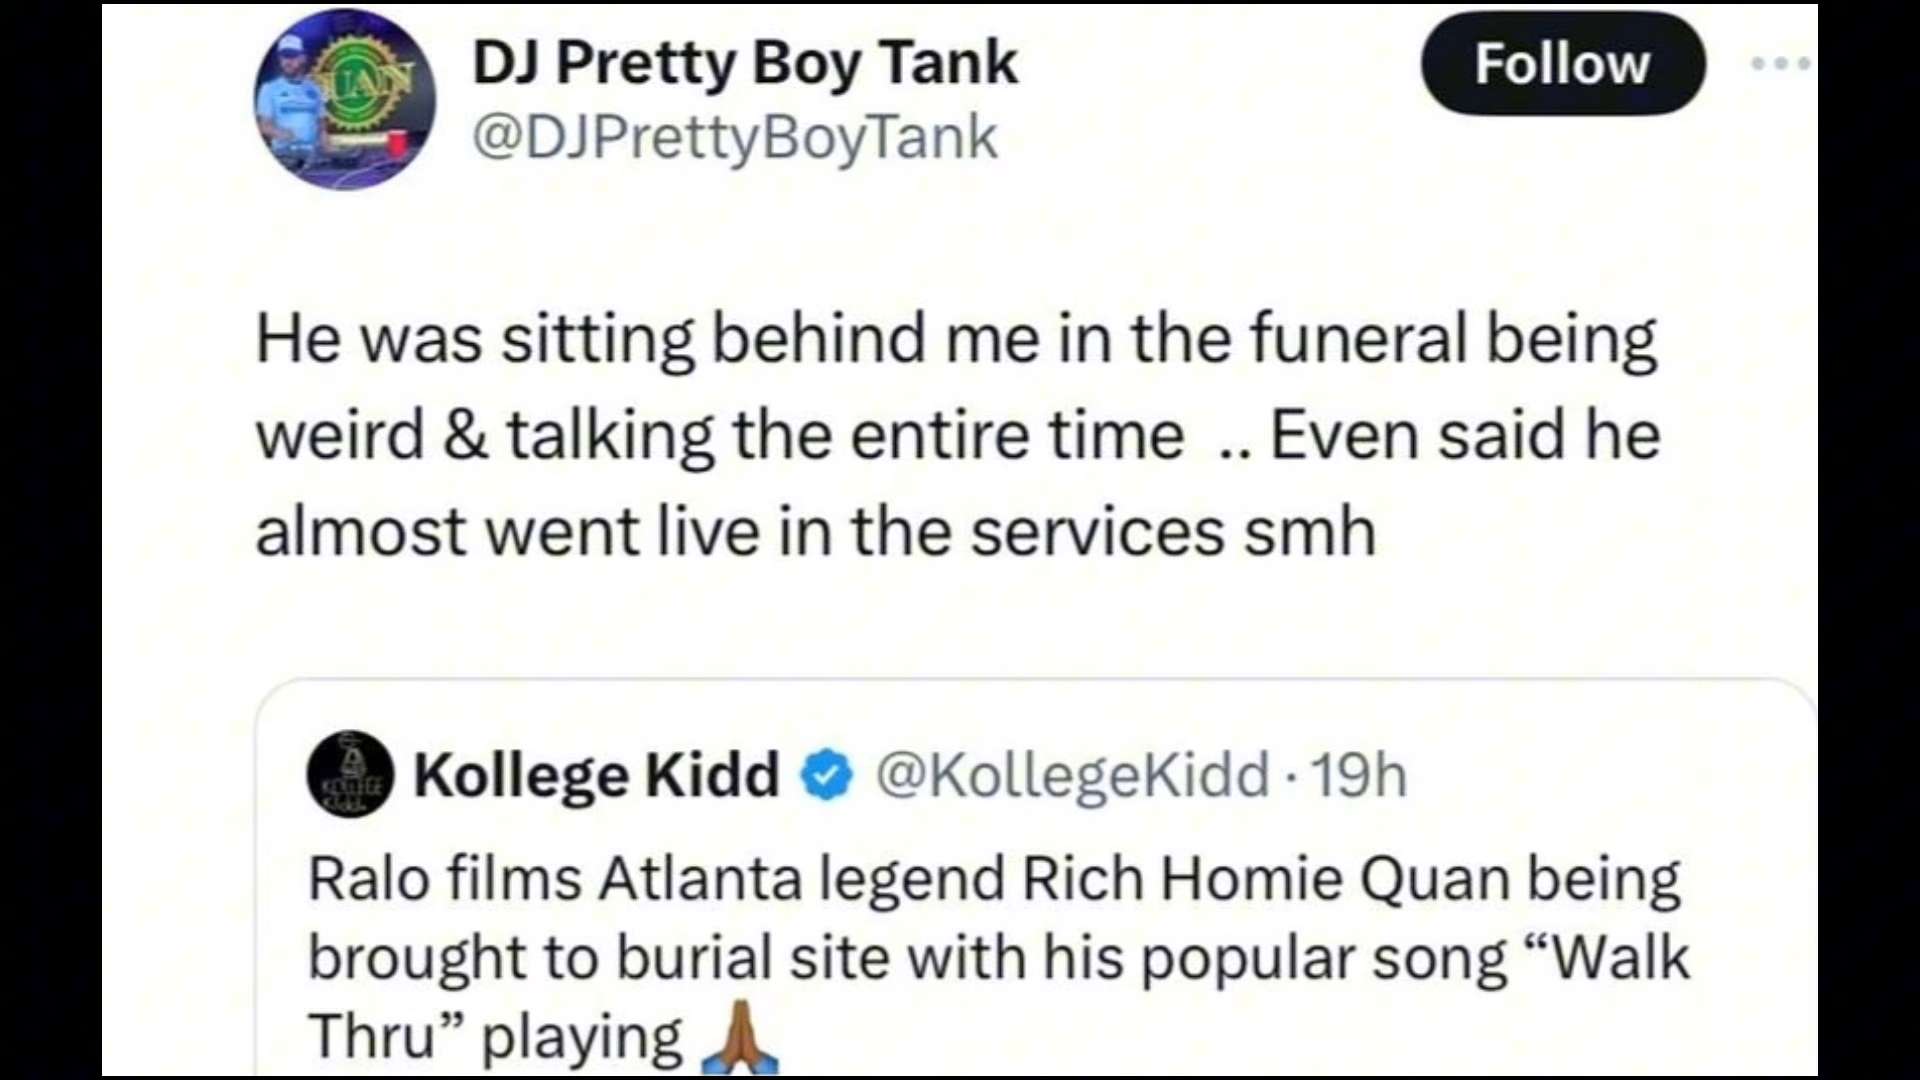 DJ Pretty Boy Tank
Follow
@DJPrettyBoyTank
He was sitting behind me in the funeral being
weird & talking the entire time .. Even said he
almost went live in the services smh
Kollege Kidd @KollegeKidd · 19h
Ralo films Atlanta legend Rich Homie Quan being
brought to burial site with his popular song “Walk
Thru” playing 🙏🏾